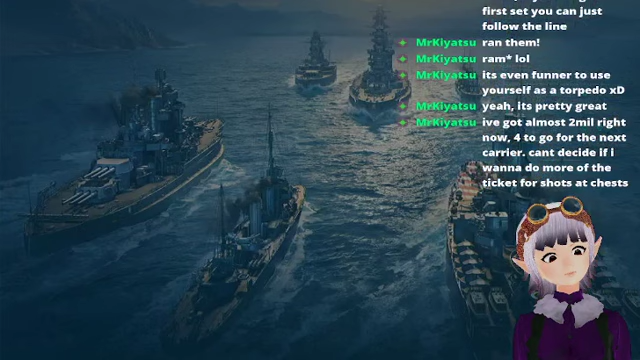 first set you can just
follow the line
MrKiyatsu ran them!
MrKiyatsu ram* lol
MrKiyatsu its even funner to use
yourself as a torpedo xD
MrKiyatsu yeah, its pretty great
MrKiyatsu ive got almost 2mil right
now, 4 to go for the next
carrier. cant decide if i
wanna do more of the
ticket for shots at chests